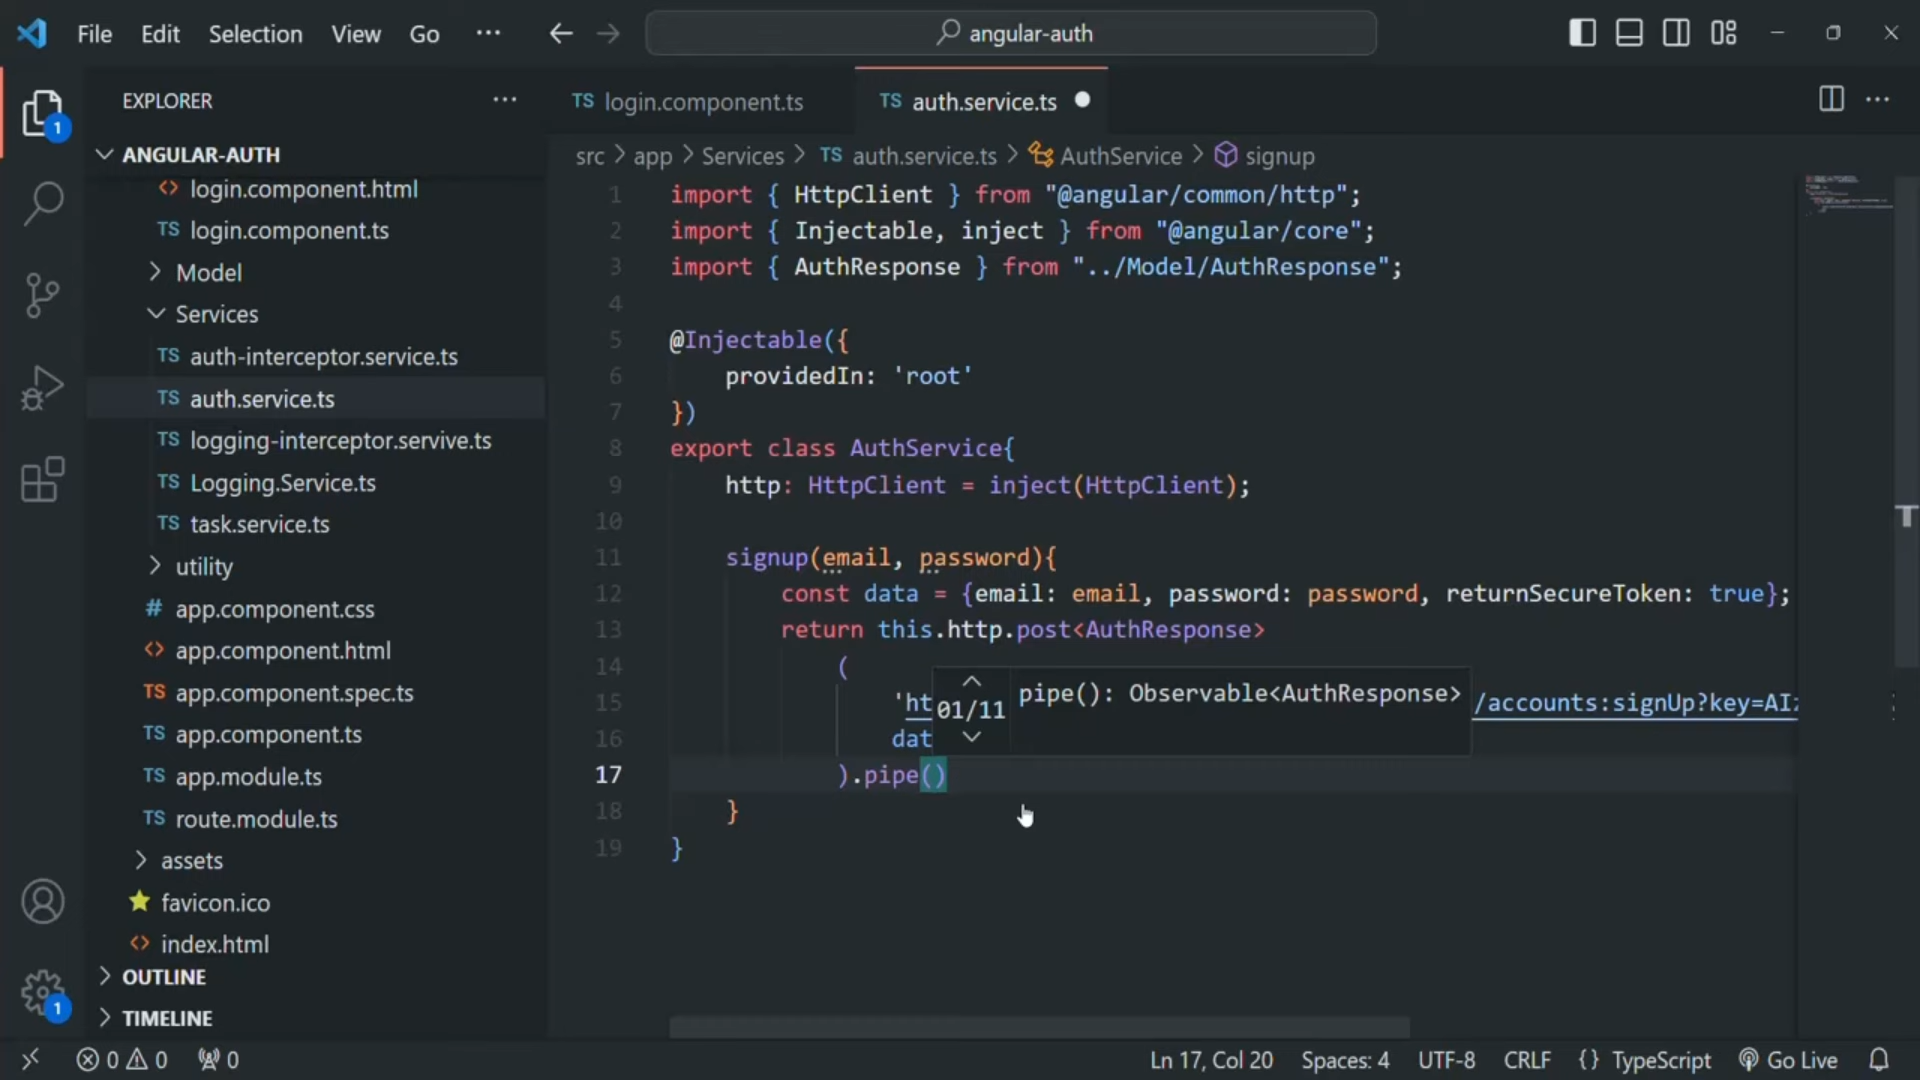 File Edit Selection View Go ··· angular-auth
EXPLORER ···
ANGULAR-AUTH
login.component.html
TS login.component.ts
Model
Services
TS auth-interceptor.service.ts
TS auth.service.ts
TS logging-interceptor.servive.ts
TS Logging.Service.ts
TS task.service.ts
utility
# app.component.css
<> app.component.html
TS app.component.spec.ts
TS app.component.ts
TS app.module.ts
TS route.module.ts
assets
favicon.ico
<> index.html
OUTLINE
TIMELINE
1
1
TS login.component.ts TS auth.service.ts
src > app > Services > TS auth.service.ts > AuthService > signup
1 import { HttpClient } from "@angular/common/http";
2 import { Injectable, inject } from "@angular/core";
3 import { AuthResponse } from "../Model/AuthResponse";
4
5 @Injectable({
6 providedIn: 'root'
7 })
8 export class AuthService{
9 http: HttpClient = inject(HttpClient);
10
11 signup(email, password){
12 const data = {email: email, password: password, returnSecureToken: true};
13 return this.http.post<AuthResponse>
14 (
15 'ht /accounts:signUp?key=AI
16 dat
17 ).pipe()
18 }
19 }
01/11 pipe(): Observable<AuthResponse>
0 0 0 Ln 17, Col 20 Spaces: 4 UTF-8 CRLF {} TypeScript Go Live